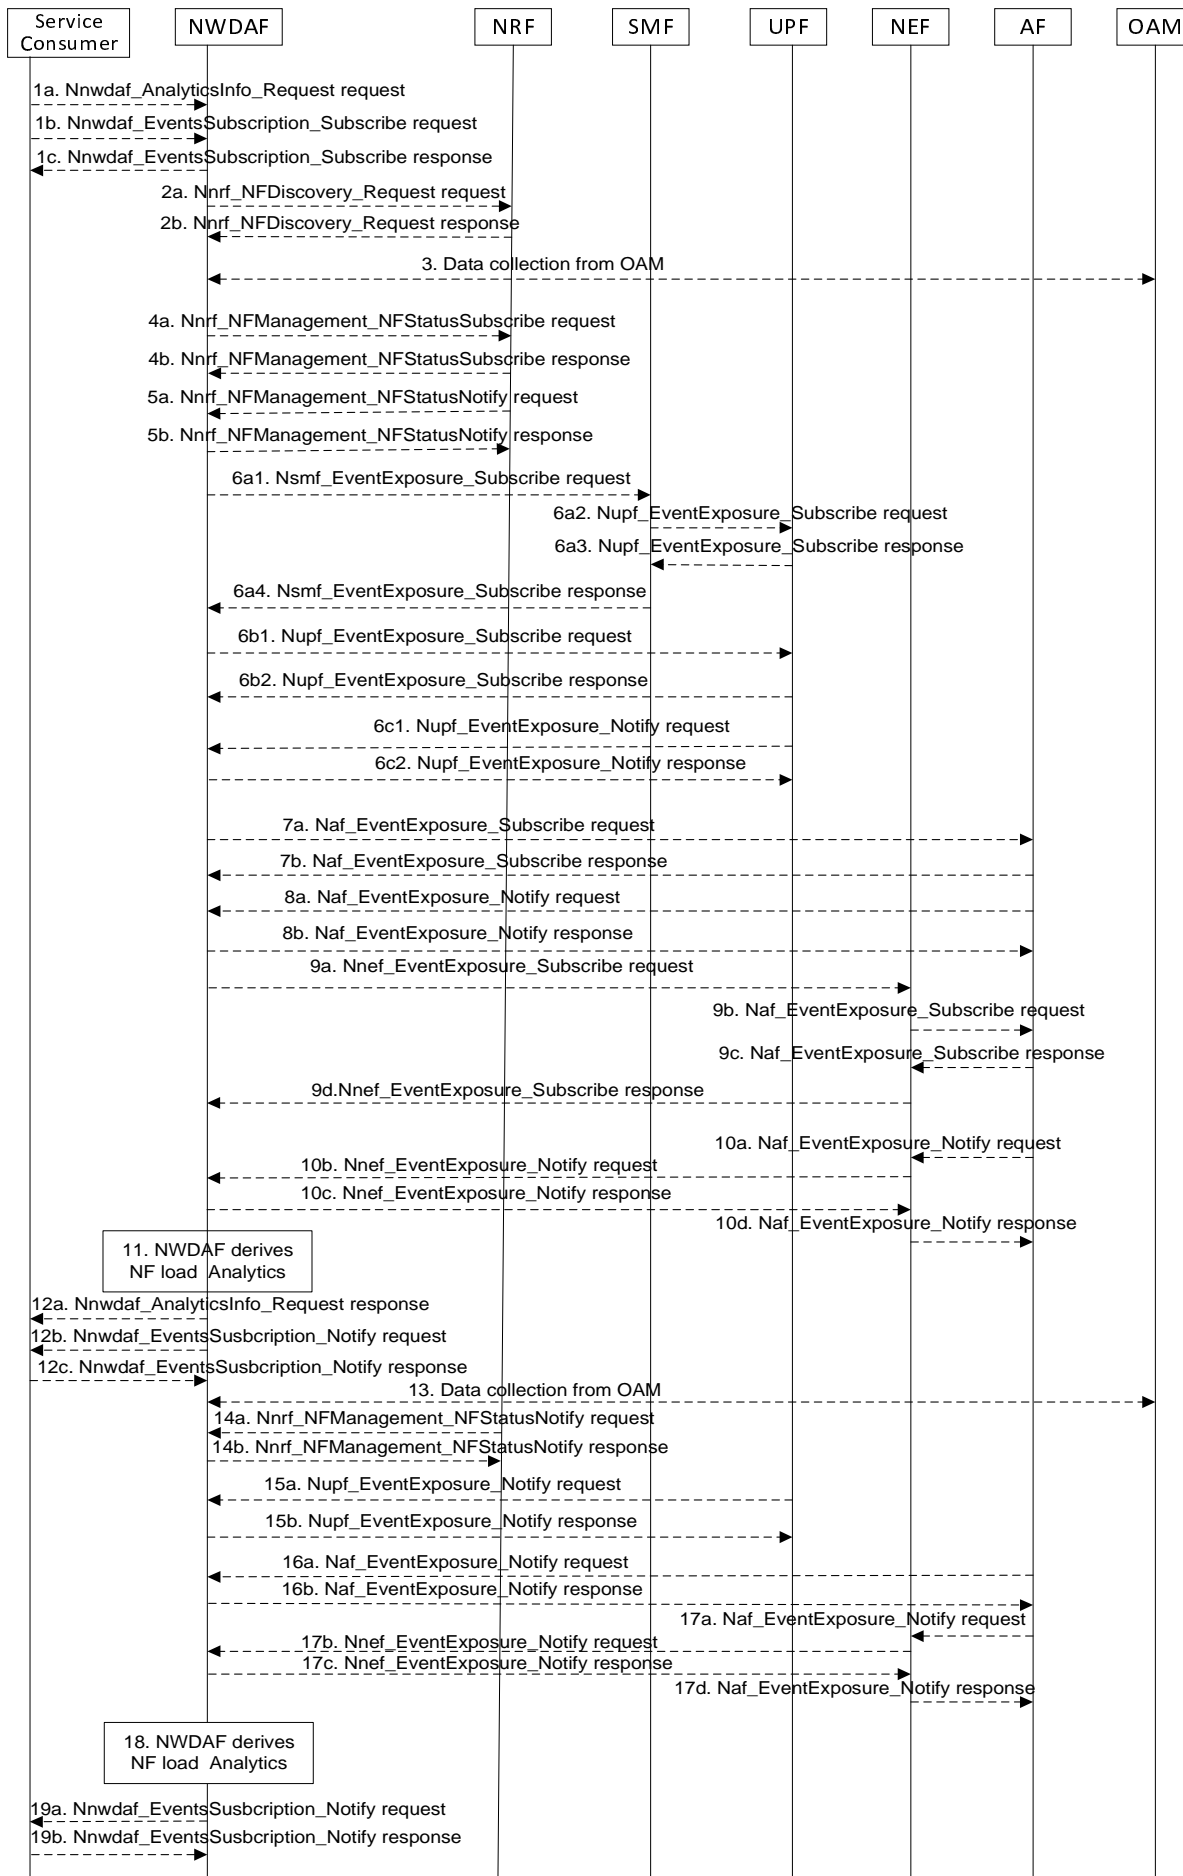 Service
Consumer
NWDAF
NRF
SMF
UPF
NEF
AF
OAM
1a. Nnwdaf_AnalyticsInfo_Request request
1b. Nnwdaf_EventsSubscription_Subscribe request
1c. Nnwdaf_EventsSubscription_Subscribe response
2a. Nnrf_NFDiscovery_Request request
2b. Nnrf_NFDiscovery_Request response
3. Data collection from OAM
4a. Nnrf_NFManagement_NFStatusSubscribe request
4b. Nnrf_NFManagement_NFStatusSubscribe response
5a. Nnrf_NFManagement_NFStatusNotify request
5b. Nnrf_NFManagement_NFStatusNotify response
6a1. Nsmf_EventExposure_Subscribe request
6a2. Nupf_EventExposure_Subscribe request
6a3. Nupf_EventExposure_Subscribe response
6a4. Nsmf_EventExposure_Subscribe response
6b1. Nupf_EventExposure_Subscribe request
6b2. Nupf_EventExposure_Subscribe response
6c1. Nupf_EventExposure_Notify request
6c2. Nupf_EventExposure_Notify response
7a. Naf_EventExposure_Subscribe request
7b. Naf_EventExposure_Subscribe response
8a. Naf_EventExposure_Notify request
8b. Naf_EventExposure_Notify response
9a. Nnef_EventExposure_Subscribe request
9b. Naf_EventExposure_Subscribe request
9c. Naf_EventExposure_Subscribe response
9d.Nnef_EventExposure_Subscribe response
10a. Naf_EventExposure_Notify request
10b. Nnef_EventExposure_Notify request
10c. Nnef_EventExposure_Notify response
10d. Naf_EventExposure_Notify response
11. NWDAF derives
NF load Analytics
12a. Nnwdaf_AnalyticsInfo_Request response
12b. Nnwdaf_EventsSusbcription_Notify request
12c. Nnwdaf_EventsSusbcription_Notify response
13. Data collection from OAM
14a. Nnrf_NFManagement_NFStatusNotify request
14b. Nnrf_NFManagement_NFStatusNotify response
15a. Nupf_EventExposure_Notify request
15b. Nupf_EventExposure_Notify response
16a. Naf_EventExposure_Notify request
16b. Naf_EventExposure_Notify response
17a. Naf_EventExposure_Notify request
17b. Nnef_EventExposure_Notify request
17c. Nnef_EventExposure_Notify response
17d. Naf_EventExposure_Notify response
18. NWDAF derives
NF load Analytics
19a. Nnwdaf_EventsSusbcription_Notify request
19b. Nnwdaf_EventsSusbcription_Notify response